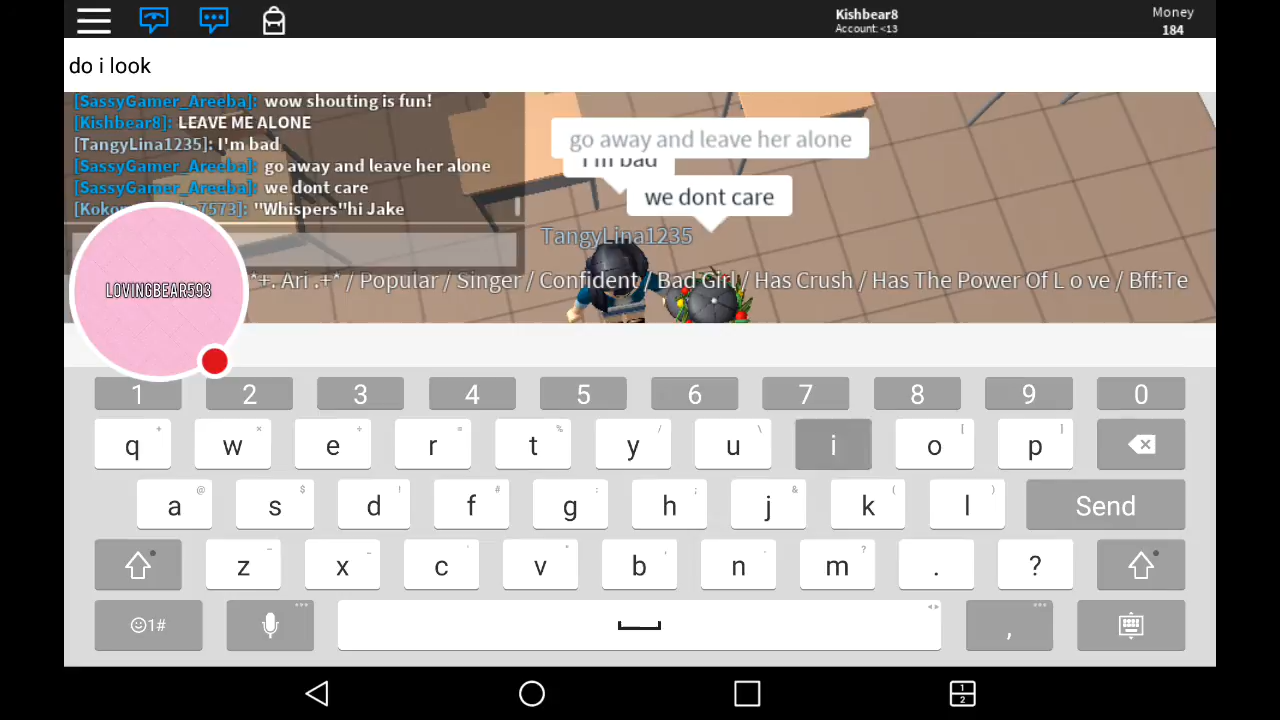 Kishbear8
Account: <13
Money
184
do i look
[SassyGamer_Areeba]: wow shouting is fun!
[Kishbear8]: LEAVE ME ALONE
[TangyLina1235]: I'm bad
[SassyGamer_Areeba]: go away and leave her alone
[SassyGamer_Areeba]: we dont care
7573]: "Whispers"hi Jake
go away and leave her alone
I'm bad
we dont care
TangyLina1235
*+. Ari .+* / Popular / Singer / Confident / Bad Girl / Has Crush / Has The Power Of L o ve / Bff:Te
LOVINGBEAR593
1 2 3 4 5 6 7 8 9 0
q w e r t y u i o p
a s d f g h j k l Send
z x c v b n m . ?
☺1# ,
1
2